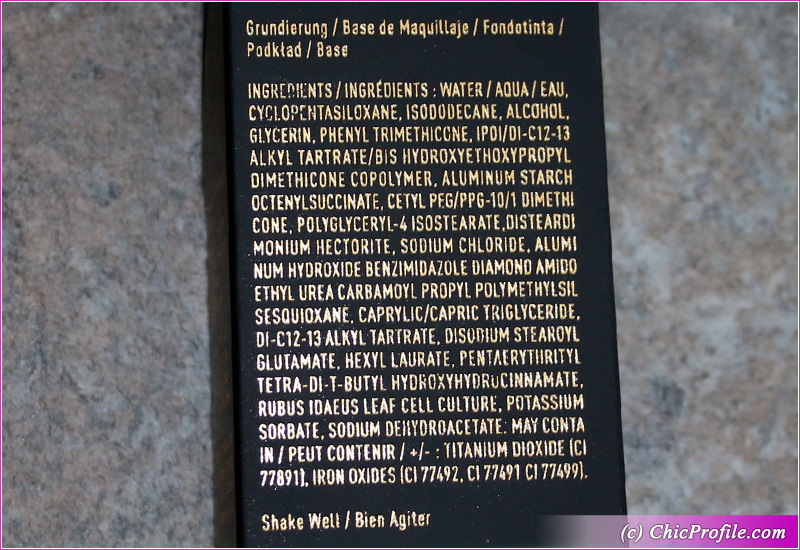 Grundierung / Base de Maquillaje / Fondotinta /
Podkład / Base
INGREDIENTS / INGRÉDIENTS : WATER / AQUA / EAU,
CYCLOPENTASILOXANE, ISODODECANE, ALCOHOL,
GLYCERIN, PHENYL TRIMETHICONE, IPDI/DI-C12-13
ALKYL TARTRATE/BIS HYDROXYETHOXYPROPYL
DIMETHICONE COPOLYMER, ALUMINUM STARCH
OCTENYLSUCCINATE, CETYL PEG/PPG-10/1 DIMETHI
CONE, POLYGLYCERYL-4 ISOSTEARATE,DISTEARDI
MONIUM HECTORITE, SODIUM CHLORIDE, ALUMI
NUM HYDROXIDE BENZIMIDAZOLE DIAMOND AMIDO
ETHYL UREA CARBAMOYL PROPYL POLYMETHYLSIL
SESQUIOXANE, CAPRYLIC/CAPRIC TRIGLYCERIDE,
DI-C12-13 ALKYL TARTRATE, DISODIUM STEAROYL
GLUTAMATE, HEXYL LAURATE, PENTAERYTHRITYL
TETRA-DI-T-BUTYL HYDROXYHYDROCINNAMATE,
RUBUS IDAEUS LEAF CELL CULTURE, POTASSIUM
SORBATE, SODIUM DEHYDROACETATE. MAY CONTA
IN / PEUT CONTENIR / +/- : TITANIUM DIOXIDE (CI
77891), IRON OXIDES (CI 77492, CI 77491 CI 77499).
Shake Well / Bien Agiter
(c) ChicProfile.com